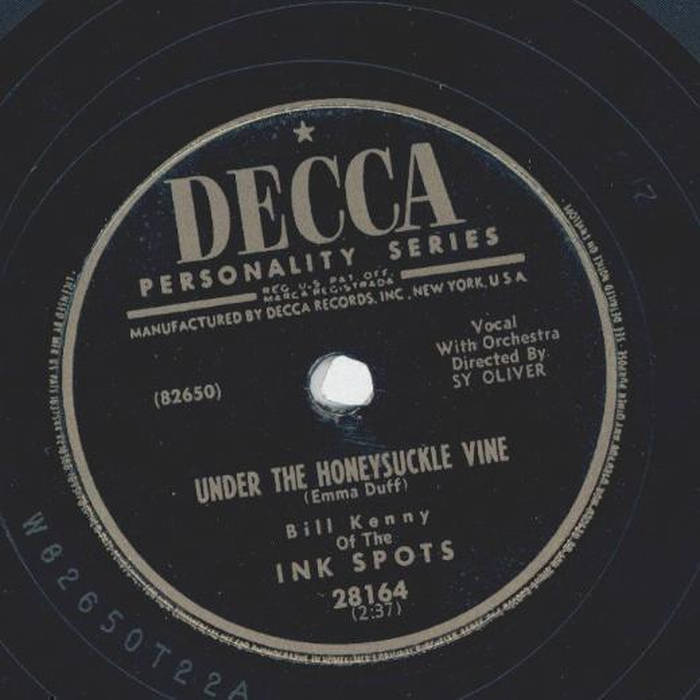 DECCA
PERSONALITY SERIES
REG. U.S. PAT. OFF.
MARCA REGISTRADA
MANUFACTURED BY DECCA RECORDS, INC., NEW YORK, U.S.A.
Vocal
With Orchestra
Directed By
SY OLIVER
(82650)
UNDER THE HONEYSUCKLE VINE
(Emma Duff)
Bill Kenny
Of The
INK SPOTS
28164
(2:37)
W82650T22A